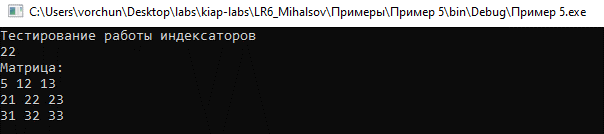 C:\Users\vorchun\Desktop\labs\kiap-labs\LR6_Mihalsov\Примеры\Пример 5\bin\Debug\Пример 5.exe
Тестирование работы индексаторов
22
Матрица:
5 12 13
21 22 23
31 32 33